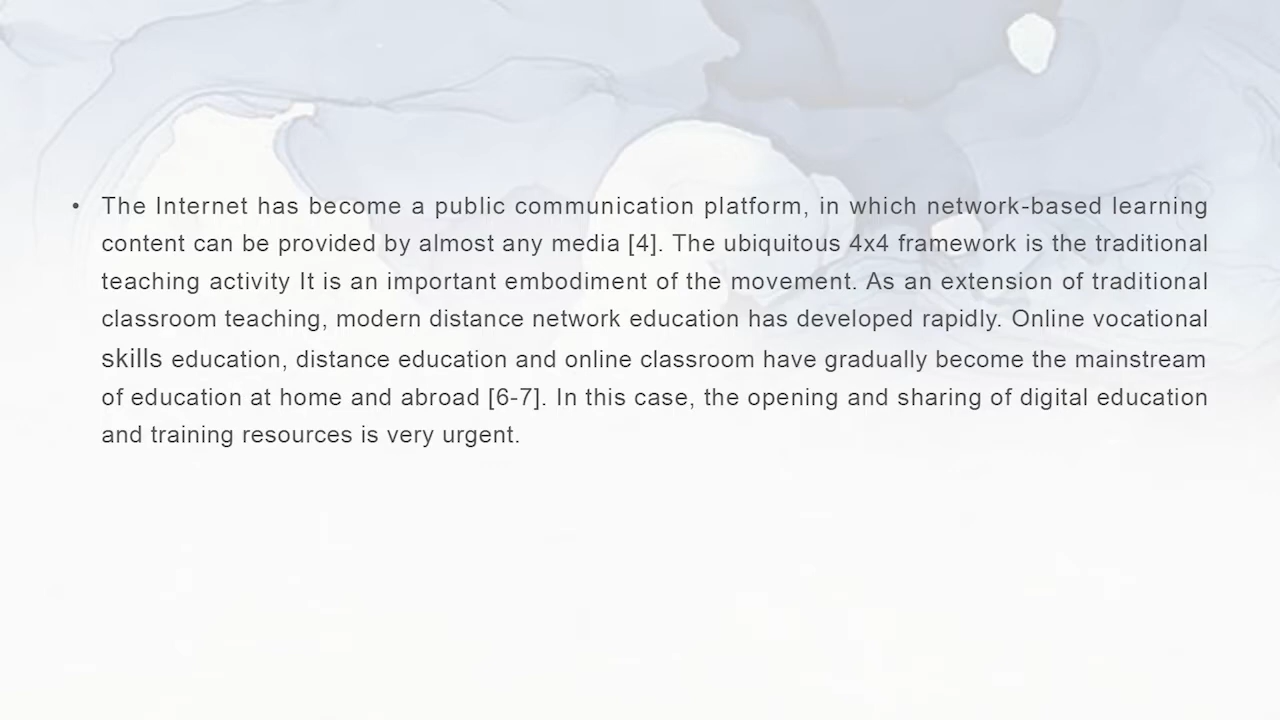 • The Internet has become a public communication platform, in which network-based learning
content can be provided by almost any media [4]. The ubiquitous 4x4 framework is the traditional
teaching activity It is an important embodiment of the movement. As an extension of traditional
classroom teaching, modern distance network education has developed rapidly. Online vocational
skills education, distance education and online classroom have gradually become the mainstream
of education at home and abroad [6-7]. In this case, the opening and sharing of digital education
and training resources is very urgent.